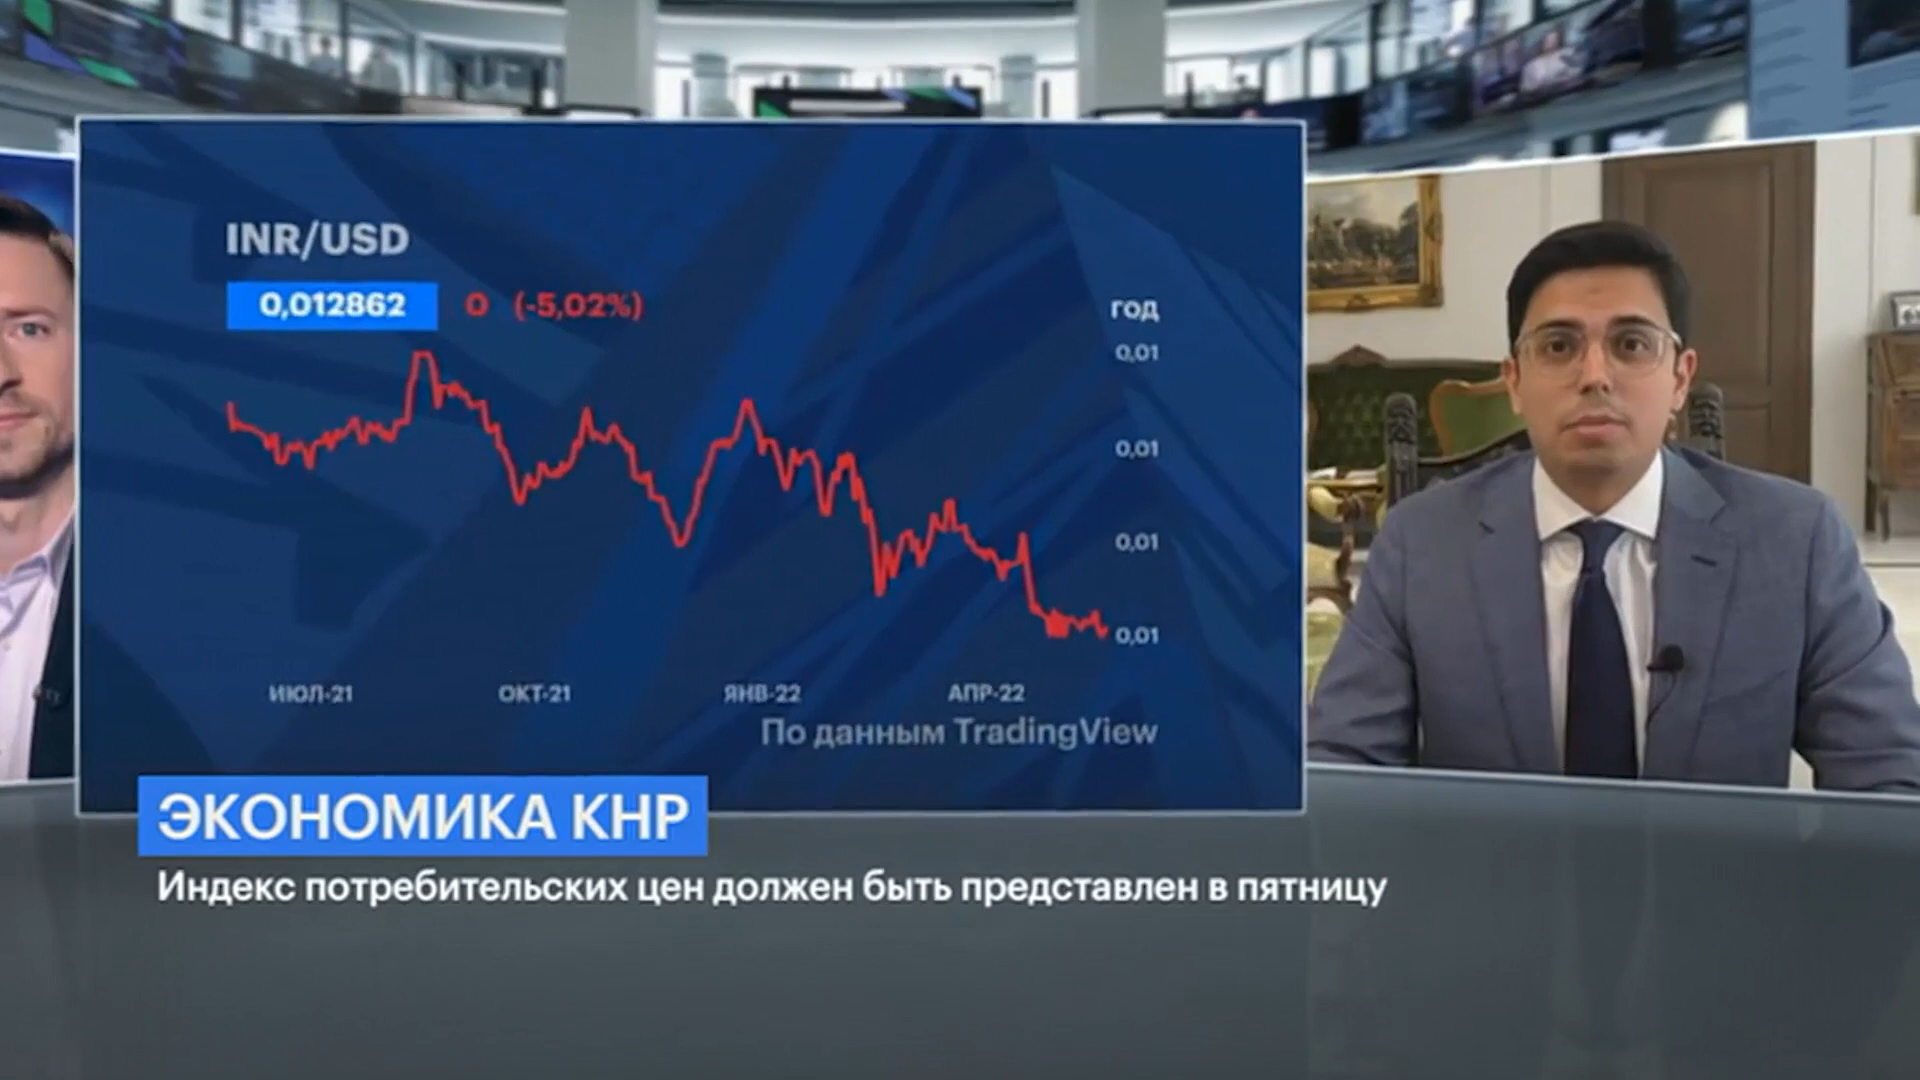 INR/USD
0,012862 0 (-5,02%)
ГОД
0,01
0,01
0,01
0,01
ИЮЛ-21 ОКТ-21 ЯНВ-22 АПР-22
По данным TradingView
ЭКОНОМИКА КНР
Индекс потребительских цен должен быть представлен в пятницу